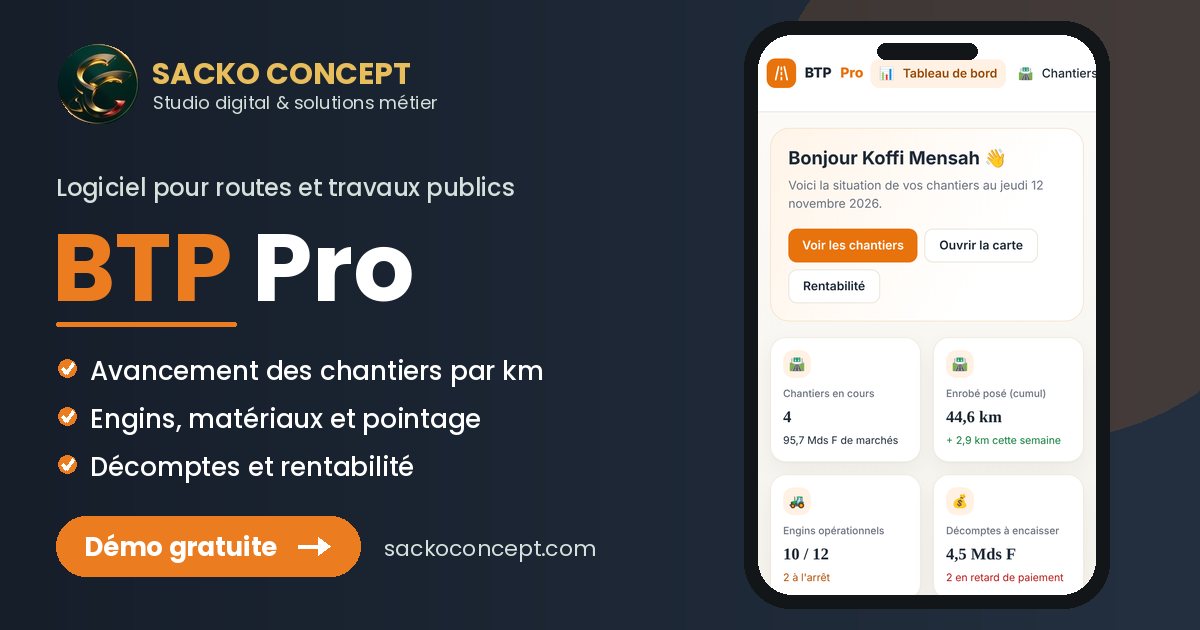 SACKO CONCEPT
Studio digital & solutions métier
Logiciel pour routes et travaux publics
BTP Pro
Avancement des chantiers par km
Engins, matériaux et pointage
Décomptes et rentabilité
Démo gratuite
sackoconcept.com
BTP Pro Tableau de bord Chantiers
Bonjour Koffi Mensah
Voici la situation de vos chantiers au jeudi 12
novembre 2026.
Voir les chantiers Ouvrir la carte
Rentabilité
Chantiers en cours
4
95,7 Mds F de marchés
Enrobé posé (cumul)
44,6 km
+ 2,9 km cette semaine
Engins opérationnels
10 / 12
2 à l'arrêt
Décomptes à encaisser
4,5 Mds F
2 en retard de paiement